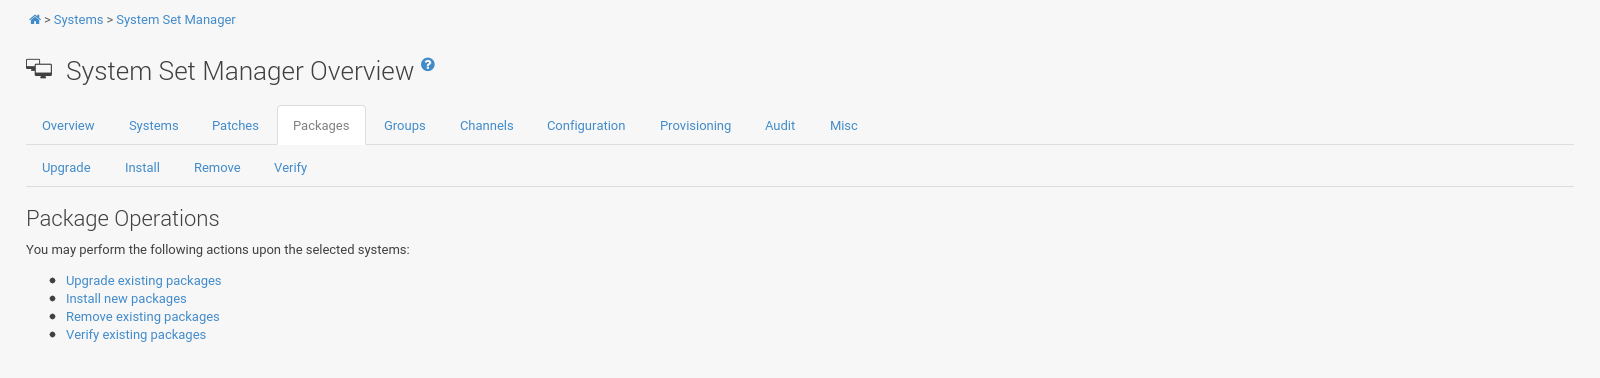 > Systems > System Set Manager
System Set Manager Overview ?
Overview Systems Patches Packages Groups Channels Configuration Provisioning Audit Misc
Upgrade Install Remove Verify
Package Operations
You may perform the following actions upon the selected systems:
Upgrade existing packages
Install new packages
Remove existing packages
Verify existing packages